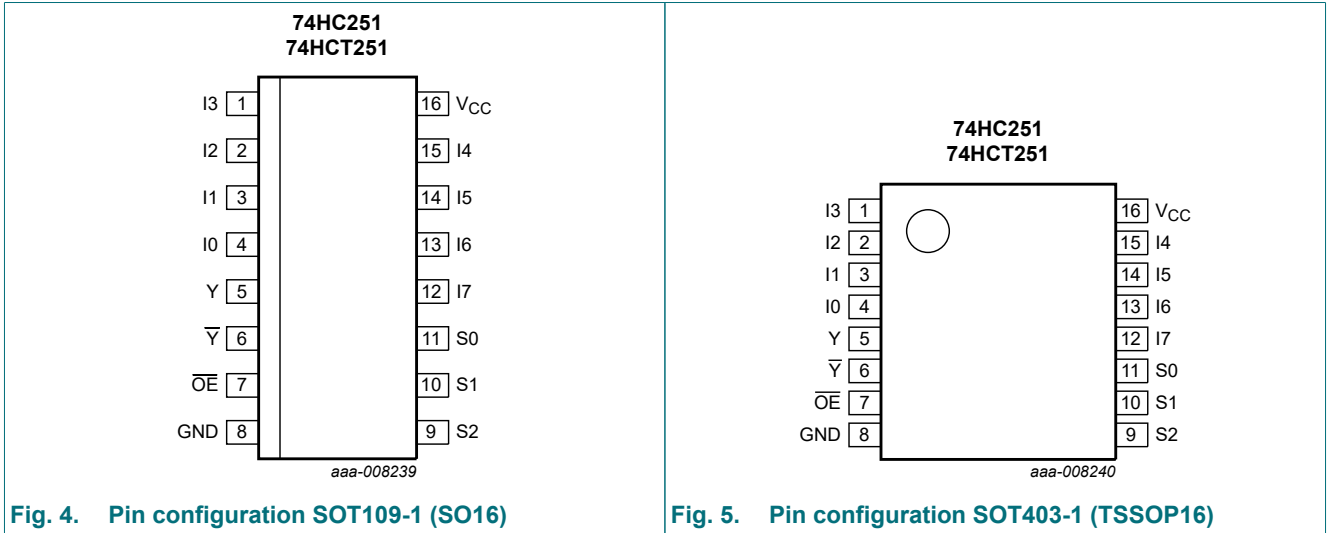 74HC251
74HCT251
I3 1
16 VCC
I2 2
15 I4
I1 3
14 I5
I0 4
13 I6
Y 5
12 I7
Y̅ 6
11 S0
O̅E̅ 7
10 S1
GND 8
9 S2
aaa-008239
Fig. 4. Pin configuration SOT109-1 (SO16)
74HC251
74HCT251
I3 1
16 VCC
I2 2
15 I4
I1 3
14 I5
I0 4
13 I6
Y 5
12 I7
Y̅ 6
11 S0
O̅E̅ 7
10 S1
GND 8
9 S2
aaa-008240
Fig. 5. Pin configuration SOT403-1 (TSSOP16)